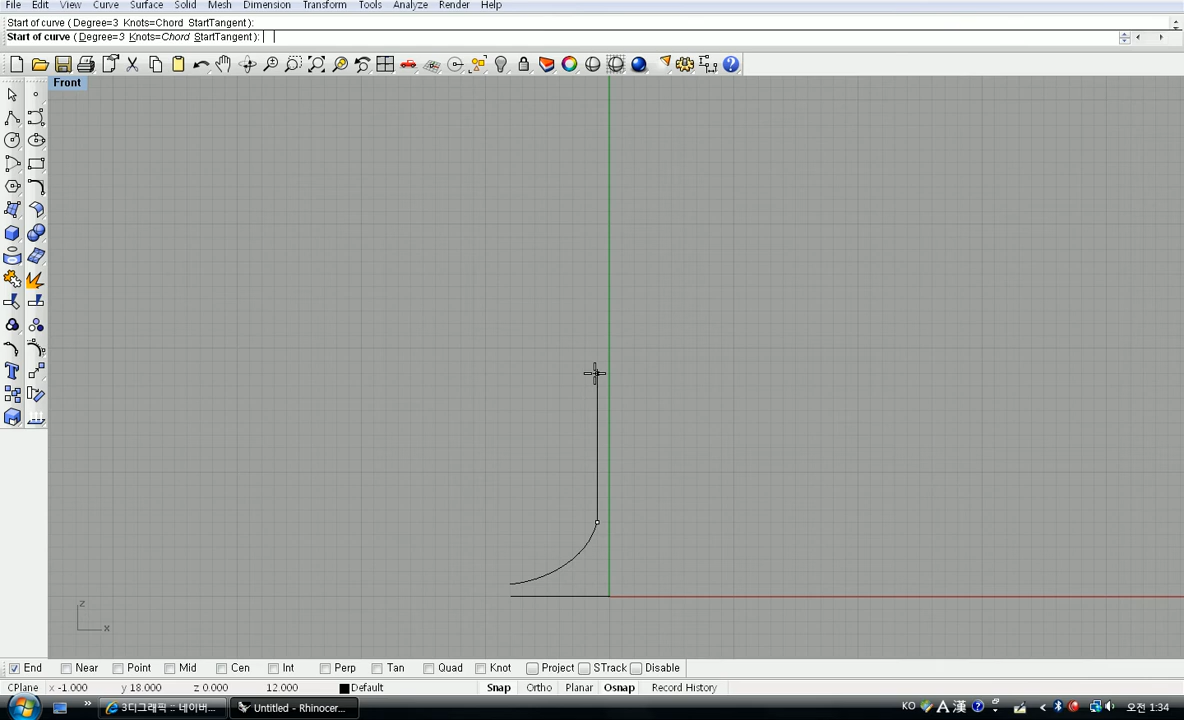 File Edit View Curve Surface Solid Mesh Dimension Transform Tools Analyze Render Help
Start of curve ( Degree=3 Knots=Chord StartTangent ):
Start of curve ( Degree=3 Knots=Chord StartTangent ):
Front
z
x
End Near Point Mid Cen Int Perp Tan Quad Knot Project STrack Disable
CPlane x -1.000 y 18.000 z 0.000 12.000 Default Snap Ortho Planar Osnap Record History
3디그래픽 :: 네이버... Untitled - Rhinocer... KO A 漢 오전 1:34